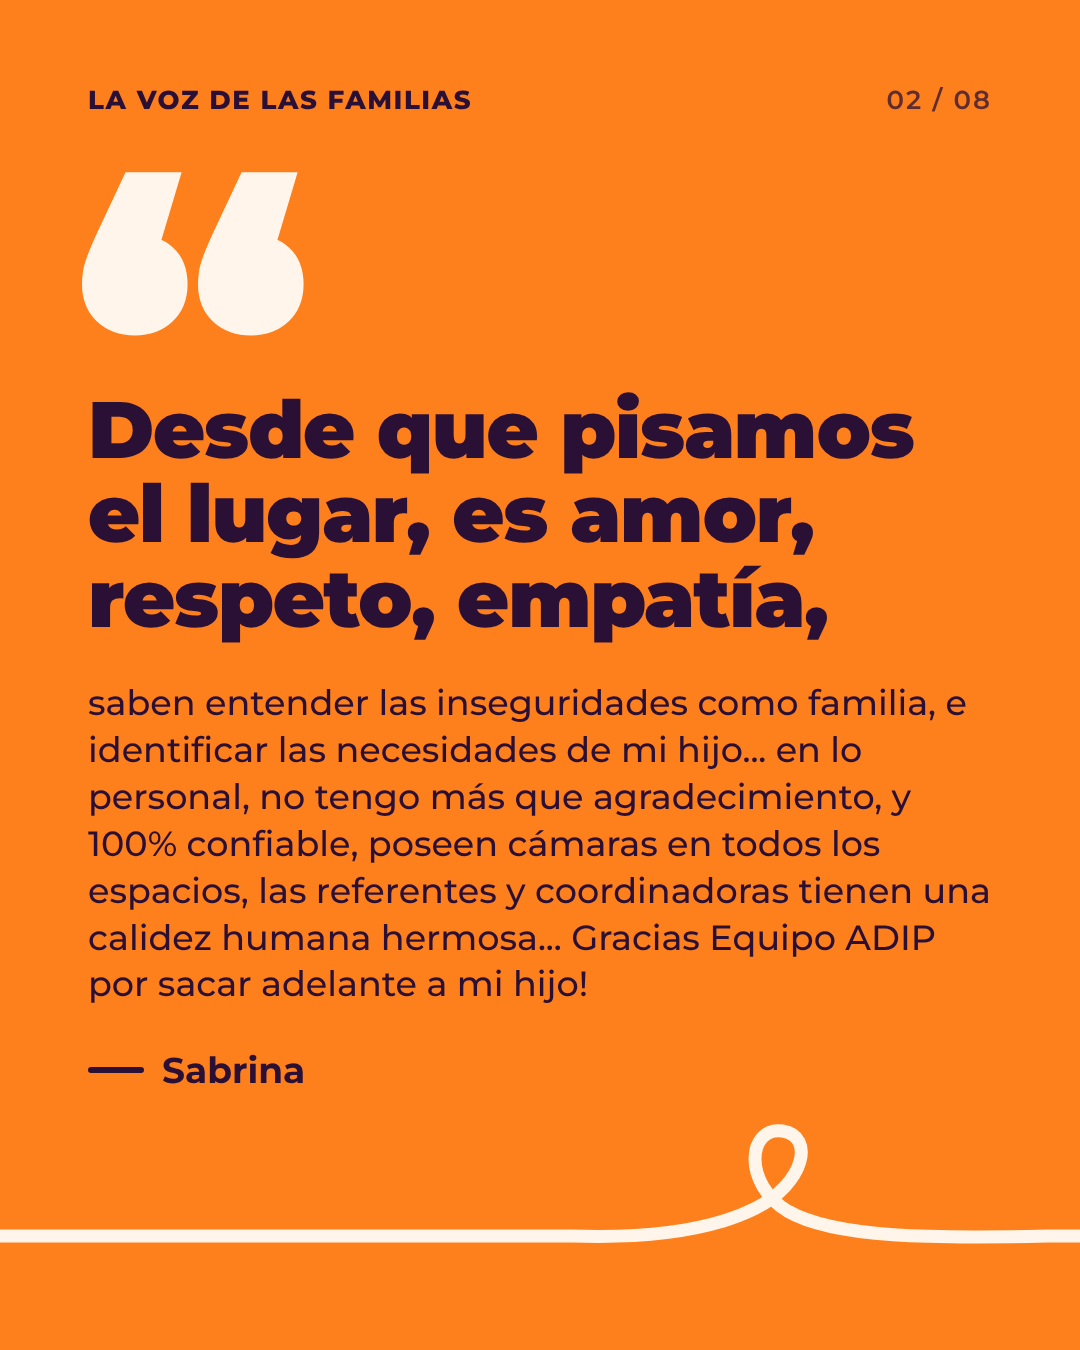 LA VOZ DE LAS FAMILIAS
02 / 08
“
Desde que pisamos
el lugar, es amor,
respeto, empatía,
saben entender las inseguridades como familia, e
identificar las necesidades de mi hijo... en lo
personal, no tengo más que agradecimiento, y
100% confiable, poseen cámaras en todos los
espacios, las referentes y coordinadoras tienen una
calidez humana hermosa... Gracias Equipo ADIP
por sacar adelante a mi hijo!
— Sabrina